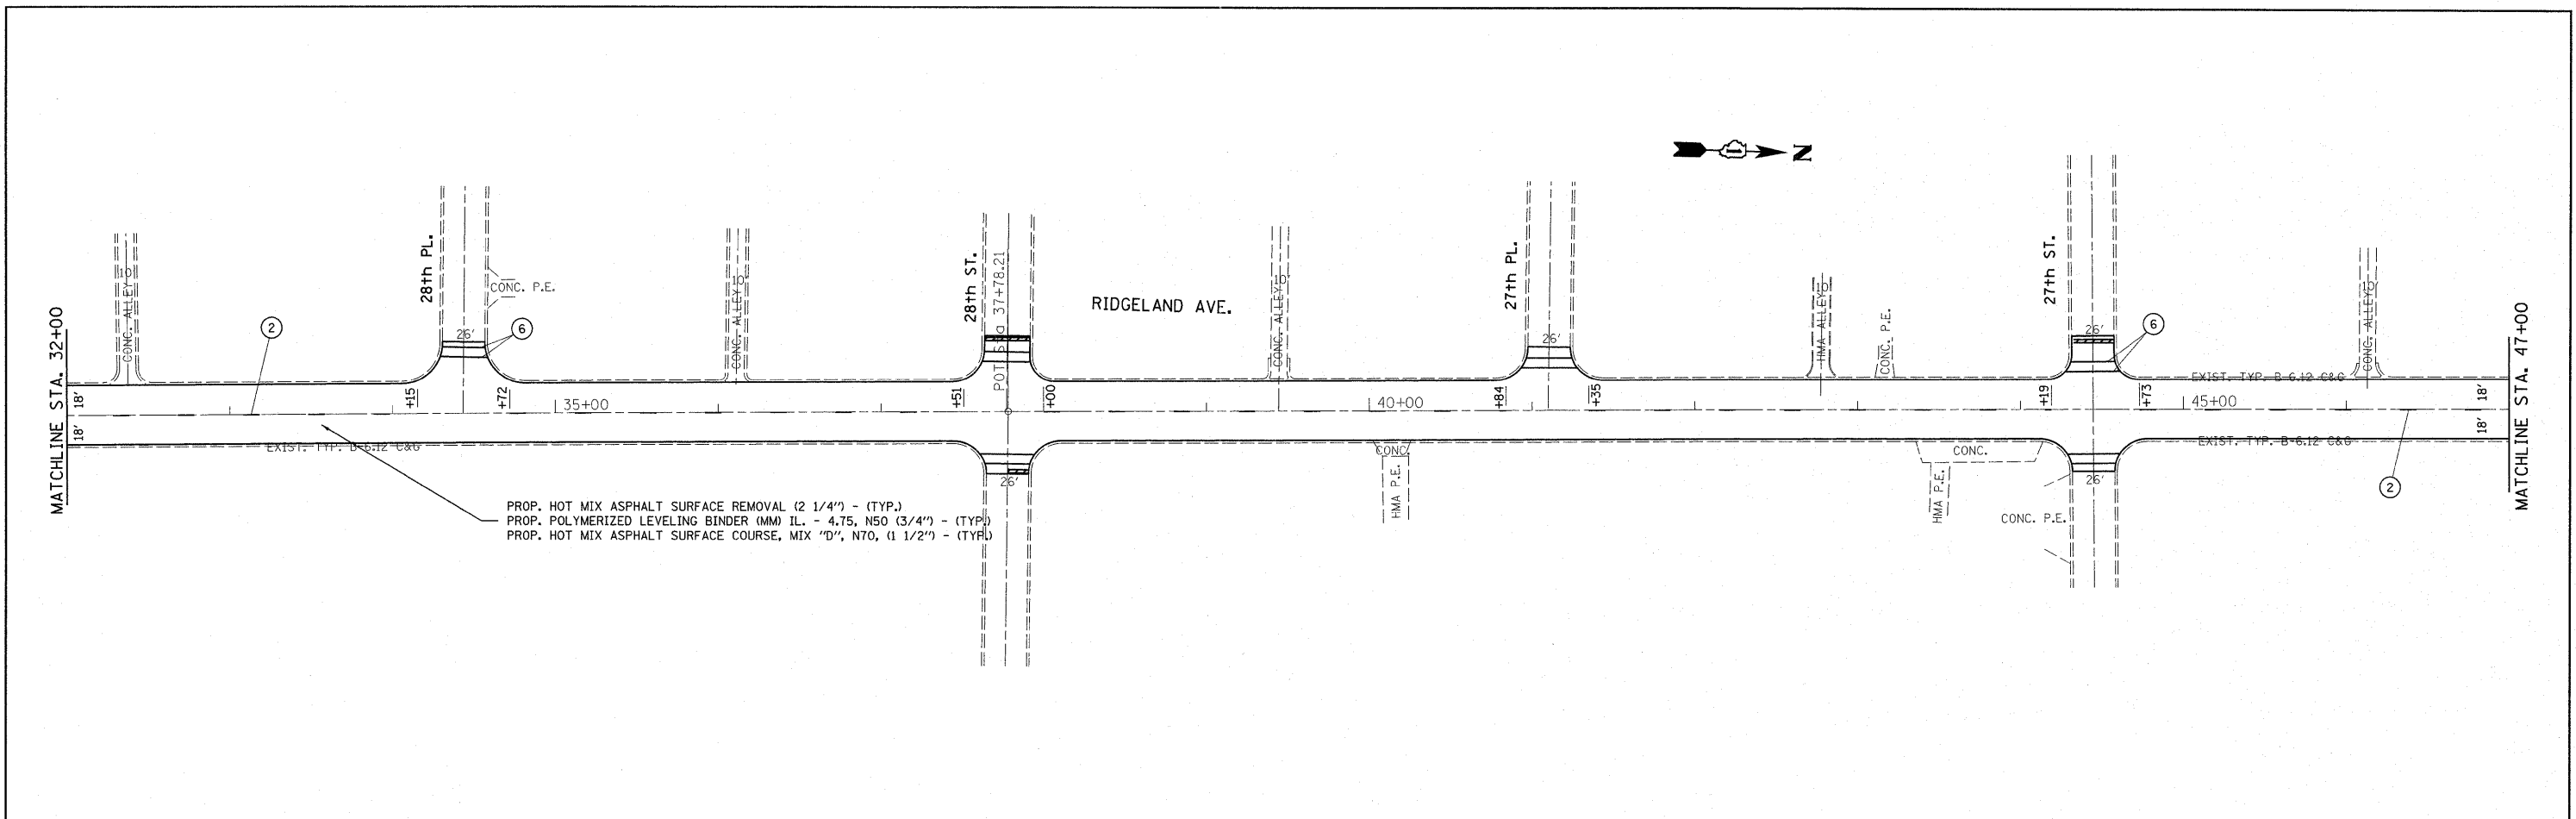 N
28th PL.
28th ST.
27th PL.
27th ST.
RIDGELAND AVE.
POT Sta 37+78.21
CONC. ALLEY
10'
CONC. P.E.
CONC. ALLEY
10'
CONC. ALLEY
10'
HMA ALLEY
10'
CONC. P.E.
CONC. ALLEY
10'
MATCHLINE STA. 32+00
MATCHLINE STA. 47+00
2
26'
6
26'
26'
6
18'
18'
+15
+72
35+00
+51
+00
40+00
+84
+35
+19
+73
45+00
EXIST. TYP. B-6.12 C&G
18'
18'
EXIST. TYP. B-6.12 C&G
EXIST. TYP. B-6.12 C&G
26'
CONC.
HMA P.E.
CONC.
HMA P.E.
26'
CONC. P.E.
2
PROP. HOT MIX ASPHALT SURFACE REMOVAL (2 1/4") - (TYP.)
PROP. POLYMERIZED LEVELING BINDER (MM) IL. - 4.75, N50 (3/4") - (TYP.)
PROP. HOT MIX ASPHALT SURFACE COURSE, MIX "D", N70, (1 1/2") - (TYP.)